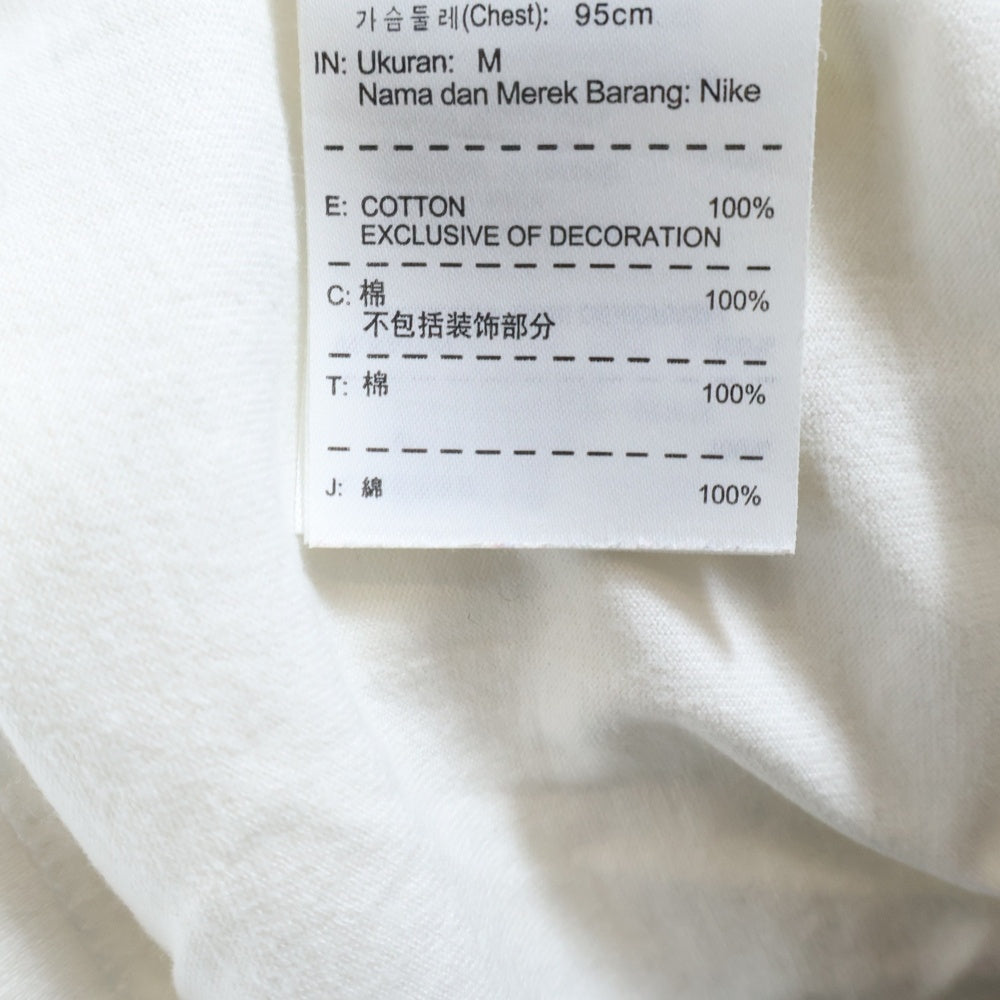 가슴둘레(Chest): 95cm
IN: Ukuran: M
Nama dan Merek Barang: Nike
E: COTTON 100%
EXCLUSIVE OF DECORATION
C: 棉 100%
不包括装饰部分
T: 棉 100%
J: 綿 100%